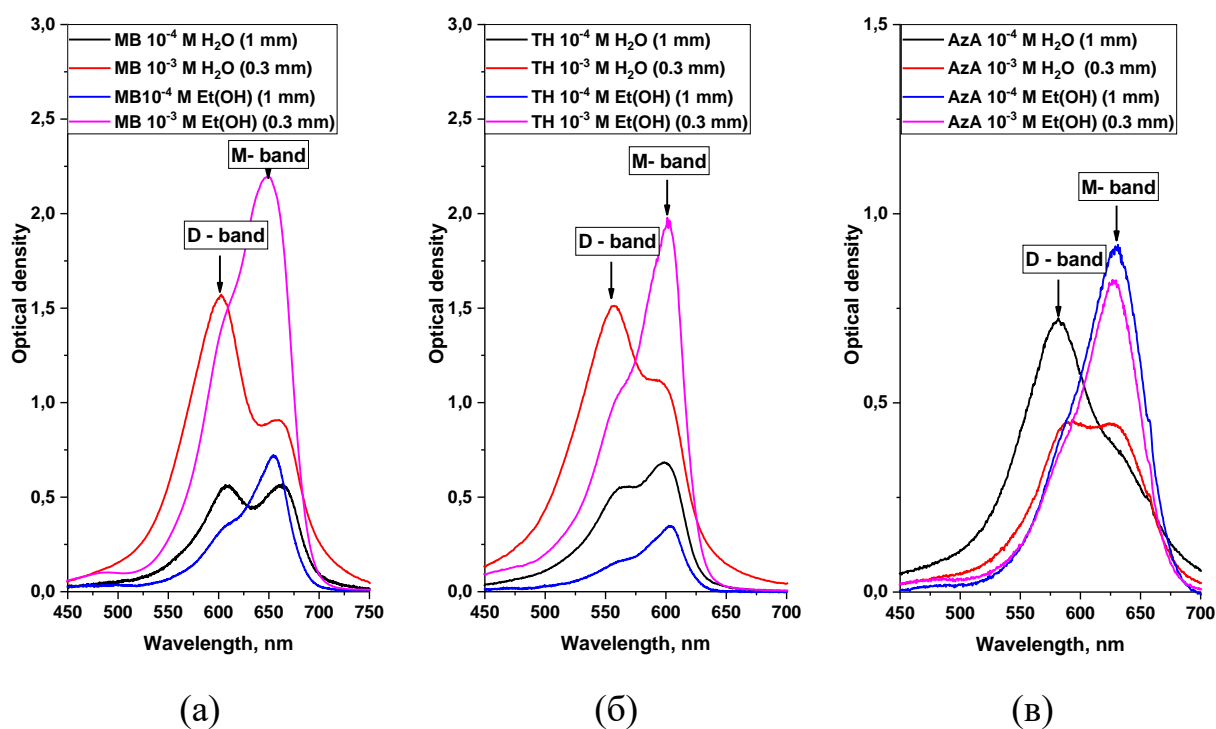 3,0
2,5
2,0
1,5
1,0
0,5
0,0
Optical density
MB 10⁻⁴ M H₂O (1 mm)
MB 10⁻³ M H₂O (0.3 mm)
MB10⁻⁴ M Et(OH) (1 mm)
MB 10⁻³ M Et(OH) (0.3 mm)
M- band
D - band
450 500 550 600 650 700 750
Wavelength, nm
(а)
3,0
2,5
2,0
1,5
1,0
0,5
0,0
Optical density
TH 10⁻⁴ M H₂O (1 mm)
TH 10⁻³ M H₂O (0.3 mm)
TH 10⁻⁴ M Et(OH) (1 mm)
TH 10⁻³ M Et(OH) (0.3 mm)
M- band
D - band
450 500 550 600 650 700
Wavelength, nm
(б)
1,5
1,0
0,5
0,0
Optical density
AzA 10⁻⁴ M H₂O (1 mm)
AzA 10⁻³ M H₂O (0.3 mm)
AzA 10⁻⁴ M Et(OH) (1 mm)
AzA 10⁻³ M Et(OH) (0.3 mm)
M- band
D - band
450 500 550 600 650 700
Wavelength, nm
(в)